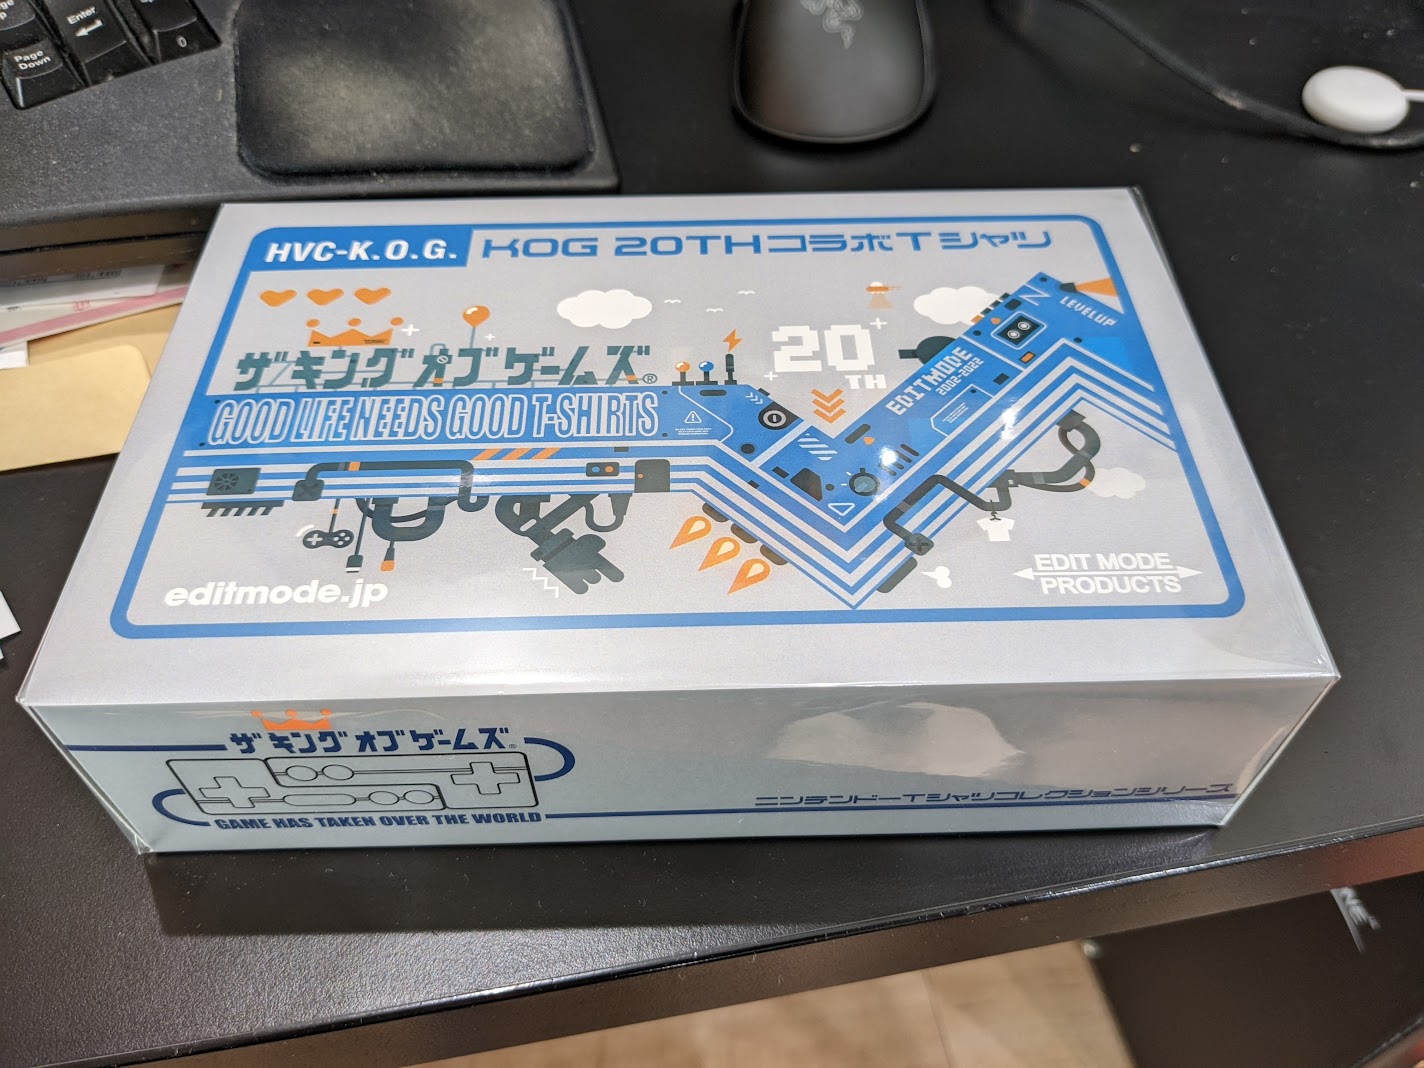 Enter
Page
Down
0
HVC-K.O.G.
KOG 20THコラボTシャツ
LEVELUP
20
TH
EDITMODE
2002-2022
ザ キング オブ ゲームズ®
GOOD LIFE NEEDS GOOD T-SHIRTS
editmode.jp
EDIT MODE
PRODUCTS
ザ キング オブ ゲームズ®
GAME HAS TAKEN OVER THE WORLD
ニンテンドーTシャツコレクションシリーズ